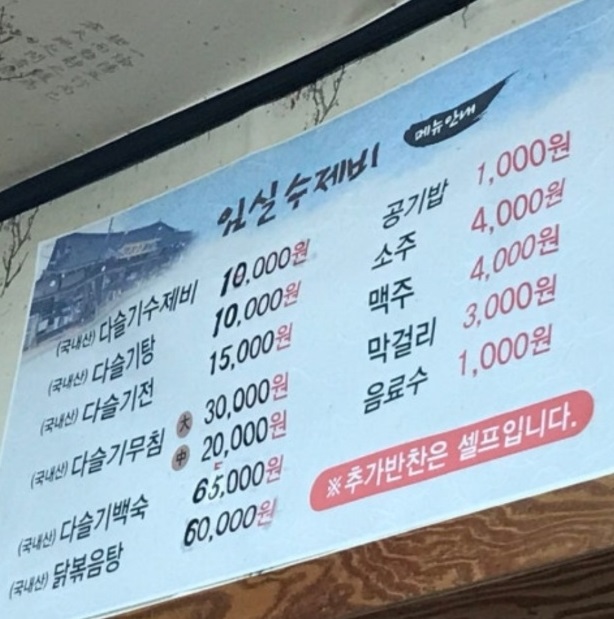 메뉴안내
임실수제비
(국내산) 다슬기수제비 10,000원
(국내산) 다슬기탕 10,000원
(국내산) 다슬기전 15,000원
(국내산) 다슬기무침 大 30,000원
中 20,000원
(국내산) 다슬기백숙 65,000원
(국내산) 닭볶음탕 60,000원
공기밥 1,000원
소주 4,000원
맥주 4,000원
막걸리 3,000원
음료수 1,000원
※추가반찬은 셀프입니다.